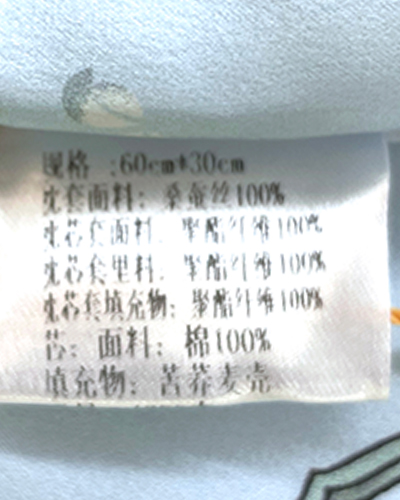 规格 :60cm*30cm
枕套面料: 桑蚕丝100%
枕芯套面料: 聚酯纤维100%
枕芯套里料: 聚酯纤维100%
枕芯套填充物: 聚酯纤维100%
芯: 面料: 棉100%
填充物: 苦荞麦壳